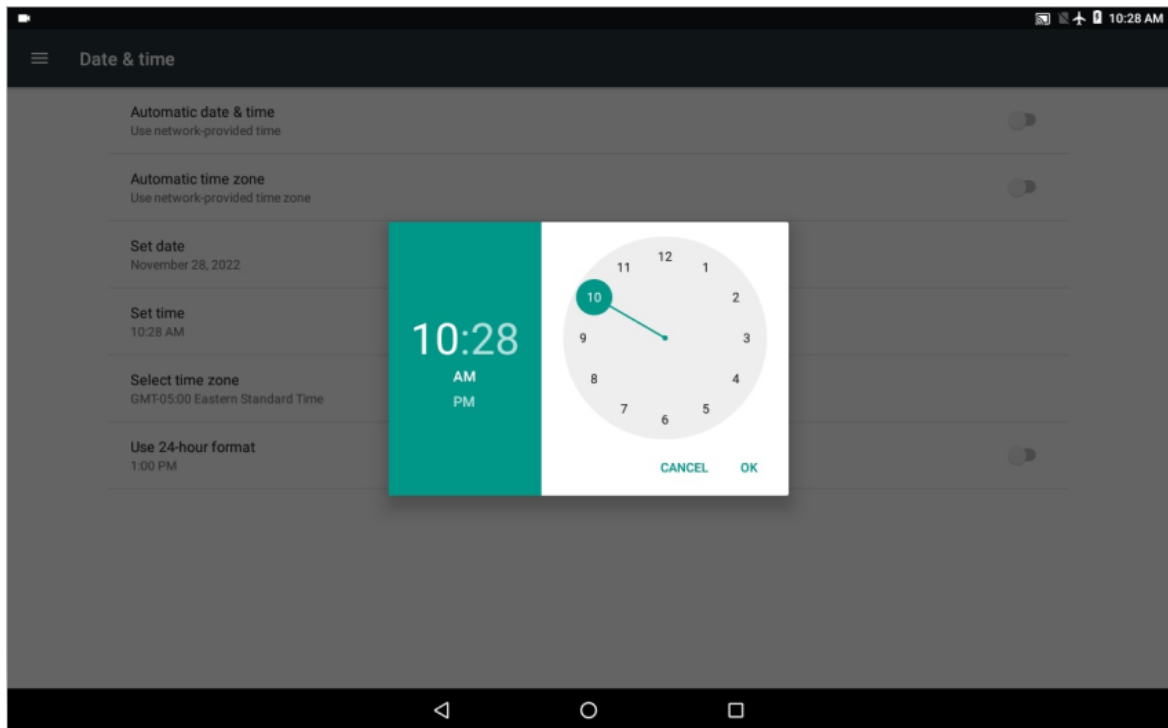 10:28 AM
Date & time
Automatic date & time
Use network-provided time
Automatic time zone
Use network-provided time zone
Set date
November 28, 2022
Set time
10:28 AM
Select time zone
GMT-05:00 Eastern Standard Time
Use 24-hour format
1:00 PM
10:28
AM
PM
12
11
1
10
2
9
3
8
4
7
5
6
CANCEL
OK